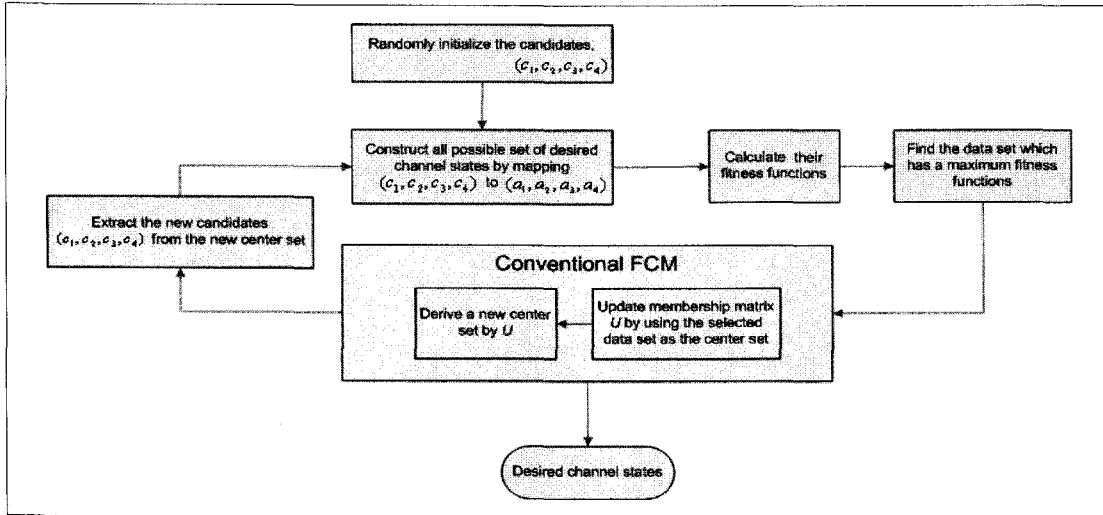 Randomly initialize the candidates,
(c₁, c₂, c₃, c₄)
Construct all possible set of desired
channel states by mapping
(c₁, c₂, c₃, c₄) to (a₁, a₂, a₃, a₄)
Calculate their
fitness functions
Find the data set which
has a maximum fitness
functions
Extract the new candidates
(c₁, c₂, c₃, c₄) from the new center set
Conventional FCM
Derive a new center
set by U
Update membership matrix
U by using the selected
data set as the center set
Desired channel states